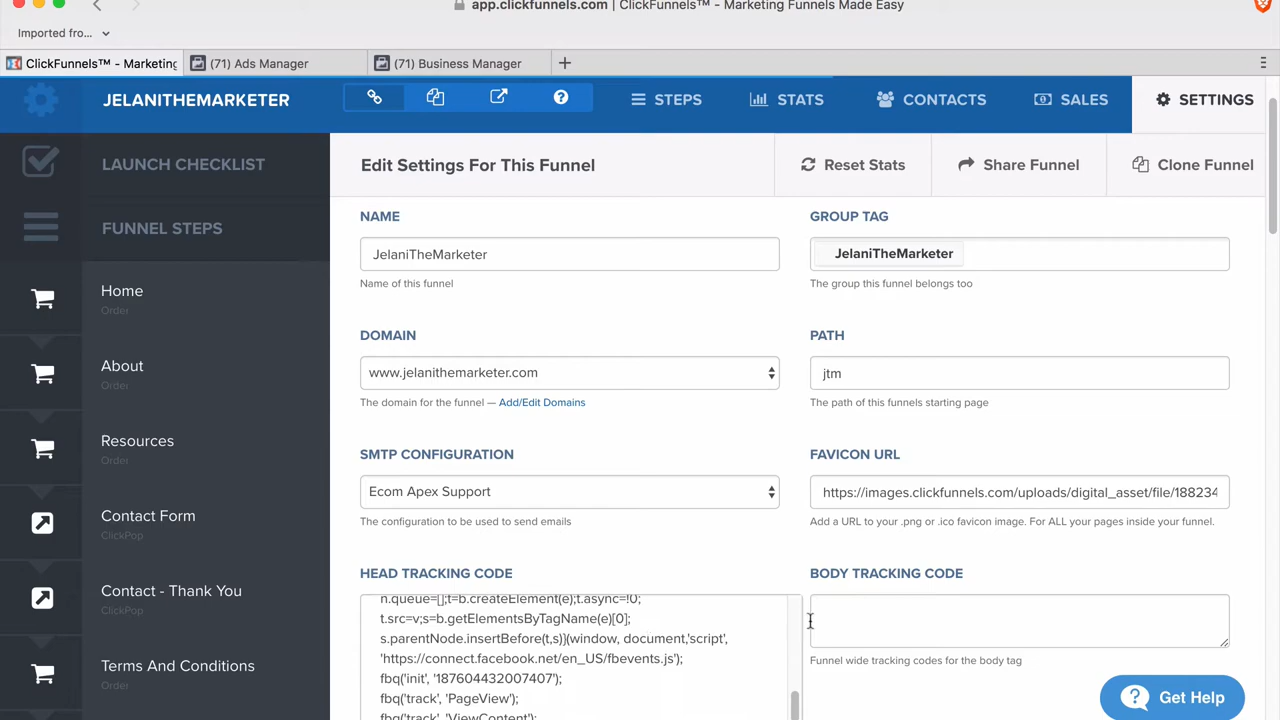 app.clickfunnels.com | ClickFunnels™ - Marketing Funnels Made Easy
Imported fro...
ClickFunnels™ - Marketing
(71) Ads Manager
(71) Business Manager
JELANITHEMARKETER
STEPS
STATS
CONTACTS
SALES
SETTINGS
LAUNCH CHECKLIST
Edit Settings For This Funnel
Reset Stats
Share Funnel
Clone Funnel
FUNNEL STEPS
NAME
GROUP TAG
JelaniTheMarketer
JelaniTheMarketer
Name of this funnel
The group this funnel belongs too
Home
Order
DOMAIN
PATH
About
Order
www.jelanithemarketer.com
jtm
The domain for the funnel — Add/Edit Domains
The path of this funnels starting page
Resources
Order
SMTP CONFIGURATION
FAVICON URL
Ecom Apex Support
https://images.clickfunnels.com/uploads/digital_asset/file/188234
The configuration to be used to send emails
Add a URL to your .png or .ico favicon image. For ALL your pages inside your funnel.
Contact Form
ClickPop
HEAD TRACKING CODE
BODY TRACKING CODE
Contact - Thank You
ClickPop
n.queue=[];t=b.createElement(e);t.async=!0;
t.src=v;s=b.getElementsByTagName(e)[0];
s.parentNode.insertBefore(t,s)}(window, document,'script',
'https://connect.facebook.net/en_US/fbevents.js');
fbq('init', '187604432007407');
fbq('track', 'PageView');
fbq('track', 'ViewContent');
Funnel wide tracking codes for the body tag
Terms And Conditions
Order
Get Help